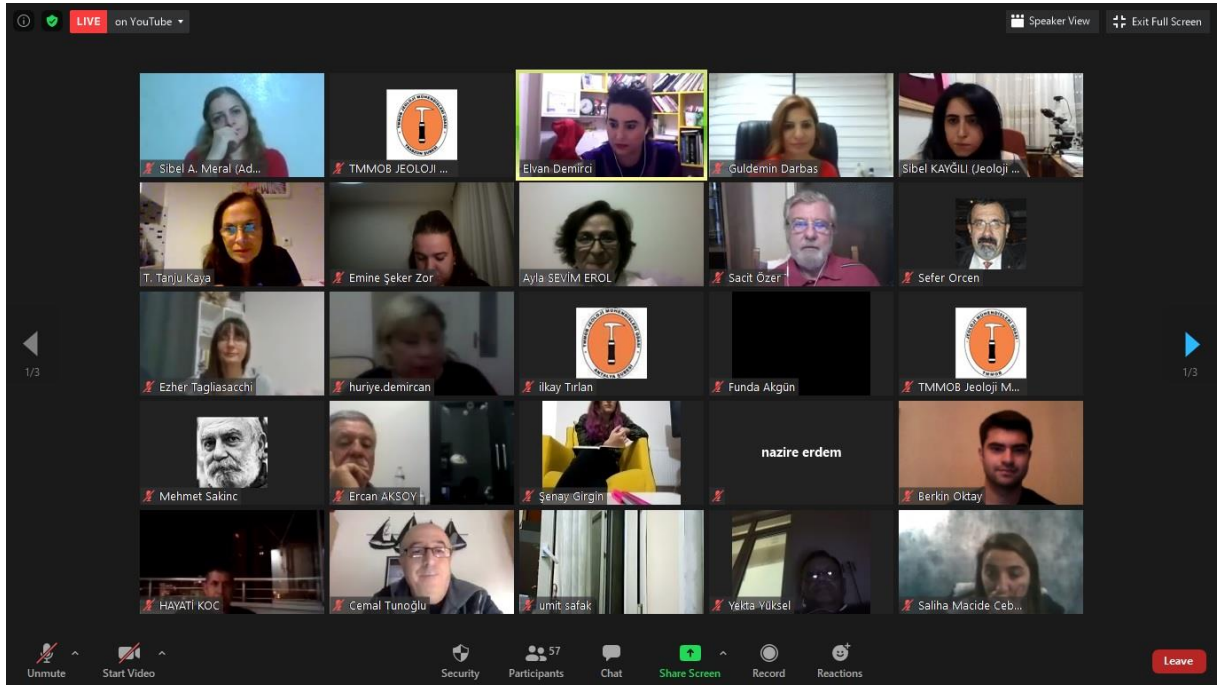 LIVE on YouTube
Speaker View
Exit Full Screen
Sibel A. Meral (Ad...
TMMOB JEOLOJI ...
Elvan Demirci
Guldemin Darbas
Sibel KAYĞILI (Jeoloji ...
T. Tanju Kaya
Emine Şeker Zor
Ayla SEVİM EROL
Sacit Özer
Sefer Orcen
1/3
1/3
Ezher Tagliasacchi
huriye.demircan
ilkay Tırlan
Funda Akgün
TMMOB Jeoloji M...
Mehmet Sakinc
Ercan AKSOY
Şenay Girgin
nazire erdem
Berkin Oktay
HAYATİ KOC
Cemal Tunoğlu
umit safak
Yekta Yüksel
Saliha Macide Ceb...
Unmute
Start Video
Security
57
Participants
Chat
Share Screen
Record
Reactions
Leave